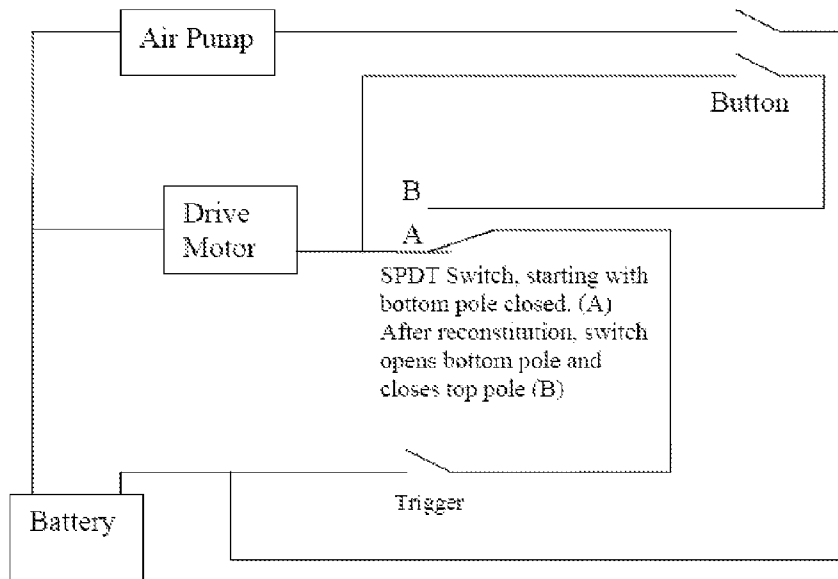 Air Pump
Button
B
Drive
Motor
A
SPDT Switch, starting with
bottom pole closed. (A)
After reconstitution, switch
opens bottom pole and
closes top pole (B)
Trigger
Battery